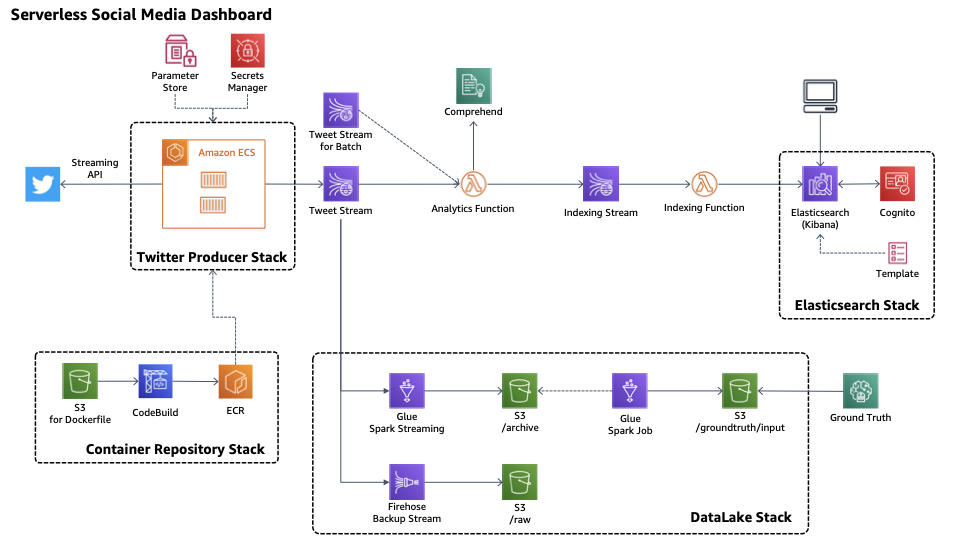 Serverless Social Media Dashboard
Parameter
Store
Secrets
Manager
Comprehend
Tweet Stream
for Batch
Streaming
API
Amazon ECS
Tweet Stream
Analytics Function
Indexing Stream
Indexing Function
Elasticsearch
(Kibana)
Cognito
Template
Twitter Producer Stack
Elasticsearch Stack
S3
for Dockerfile
CodeBuild
ECR
Container Repository Stack
Glue
Spark Streaming
S3
/archive
Glue
Spark Job
S3
/groundtruth/input
Ground Truth
Firehose
Backup Stream
S3
/raw
DataLake Stack